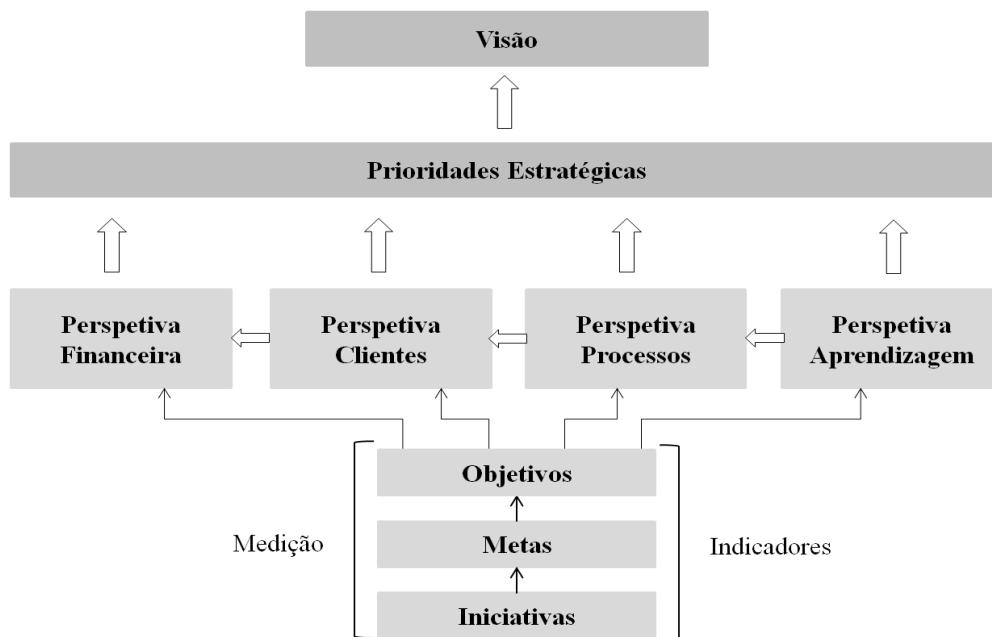 Visão
Prioridades Estratégicas
Perspetiva
Financeira
Perspetiva
Clientes
Perspetiva
Processos
Perspetiva
Aprendizagem
Objetivos
Medição
Metas
Indicadores
Iniciativas